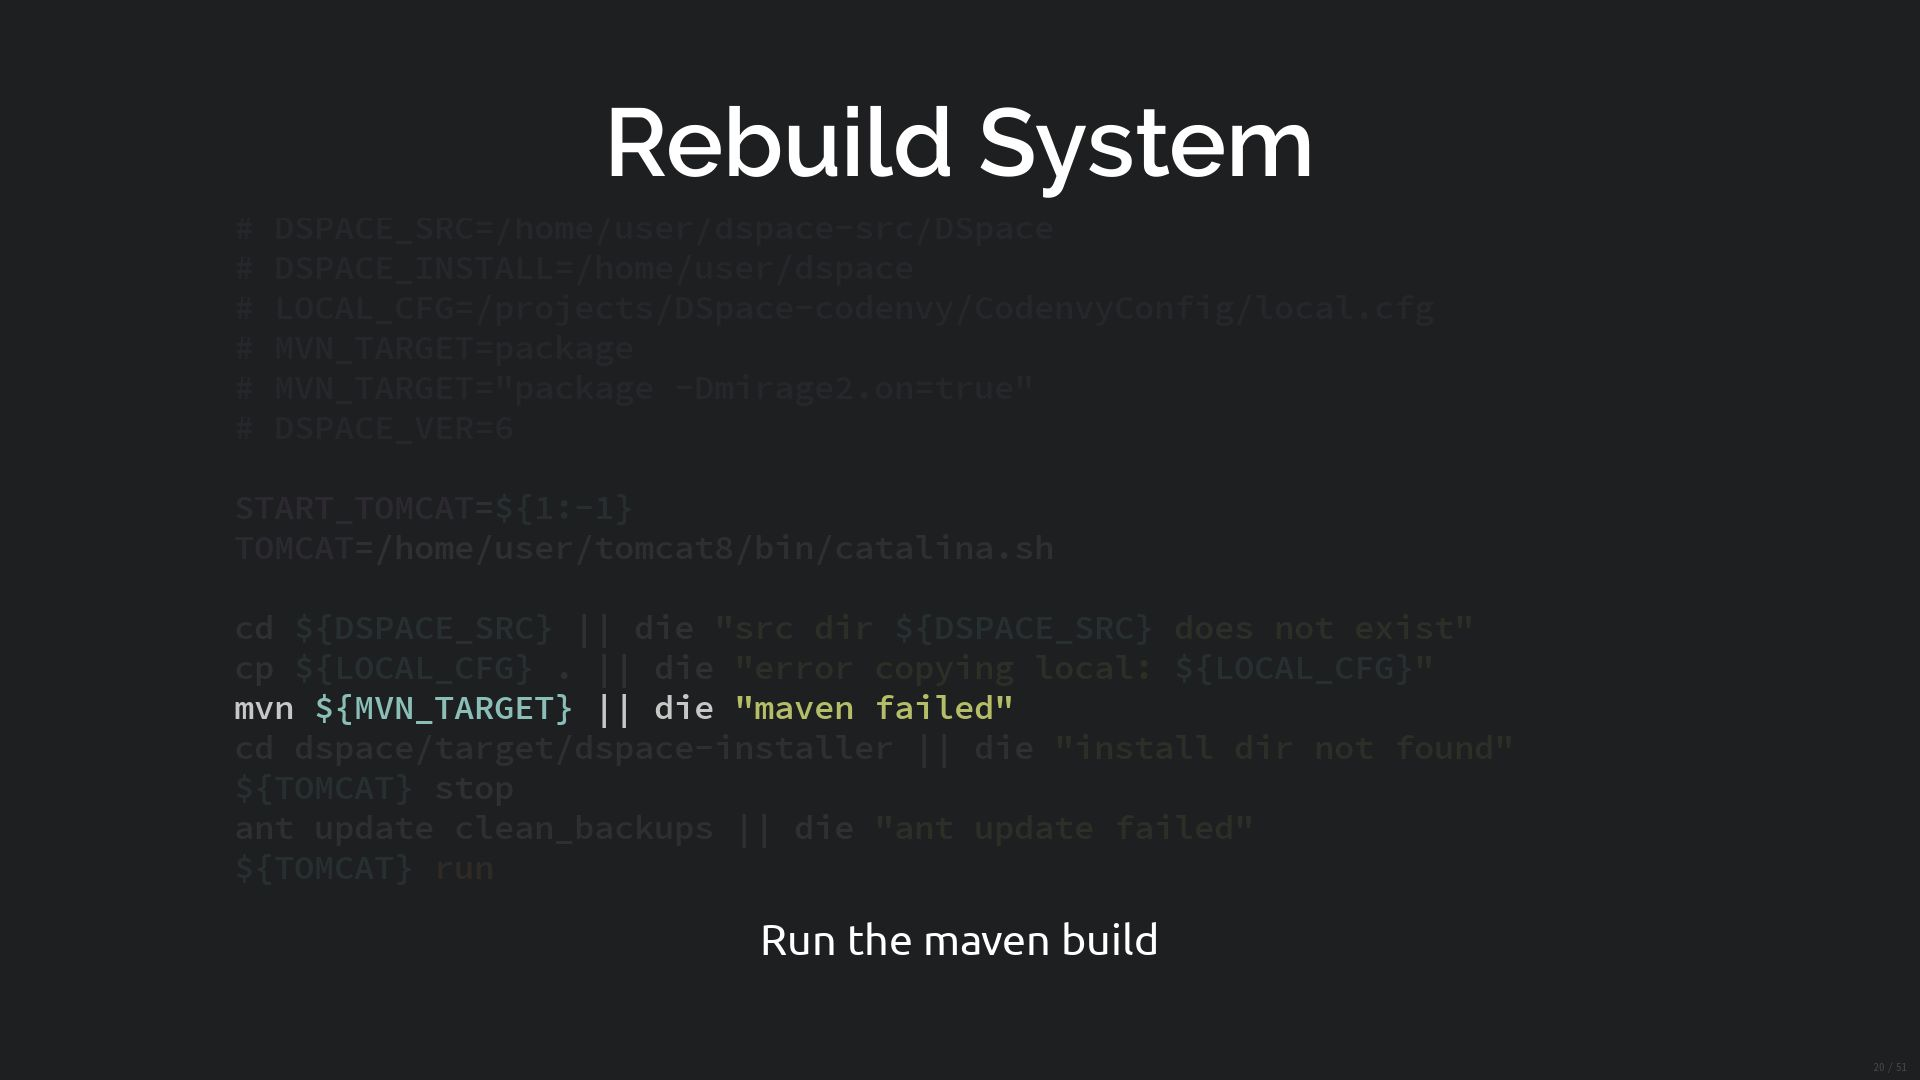 Rebuild System
# DSPACE_SRC=/home/user/dspace-src/DSpace
# DSPACE_INSTALL=/home/user/dspace
# LOCAL_CFG=/projects/DSpace-codenvy/CodenvyConfig/local.cfg
# MVN_TARGET=package
# MVN_TARGET="package -Dmirage2.on=true"
# DSPACE_VER=6
START_TOMCAT=${1:-1}
TOMCAT=/home/user/tomcat8/bin/catalina.sh
cd ${DSPACE_SRC} || die "src dir ${DSPACE_SRC} does not exist"
cp ${LOCAL_CFG} . || die "error copying local: ${LOCAL_CFG}"
mvn ${MVN_TARGET} || die "maven failed"
cd dspace/target/dspace-installer || die "install dir not found"
${TOMCAT} stop
ant update clean_backups || die "ant update failed"
${TOMCAT} run
Run the maven build
20 / 51